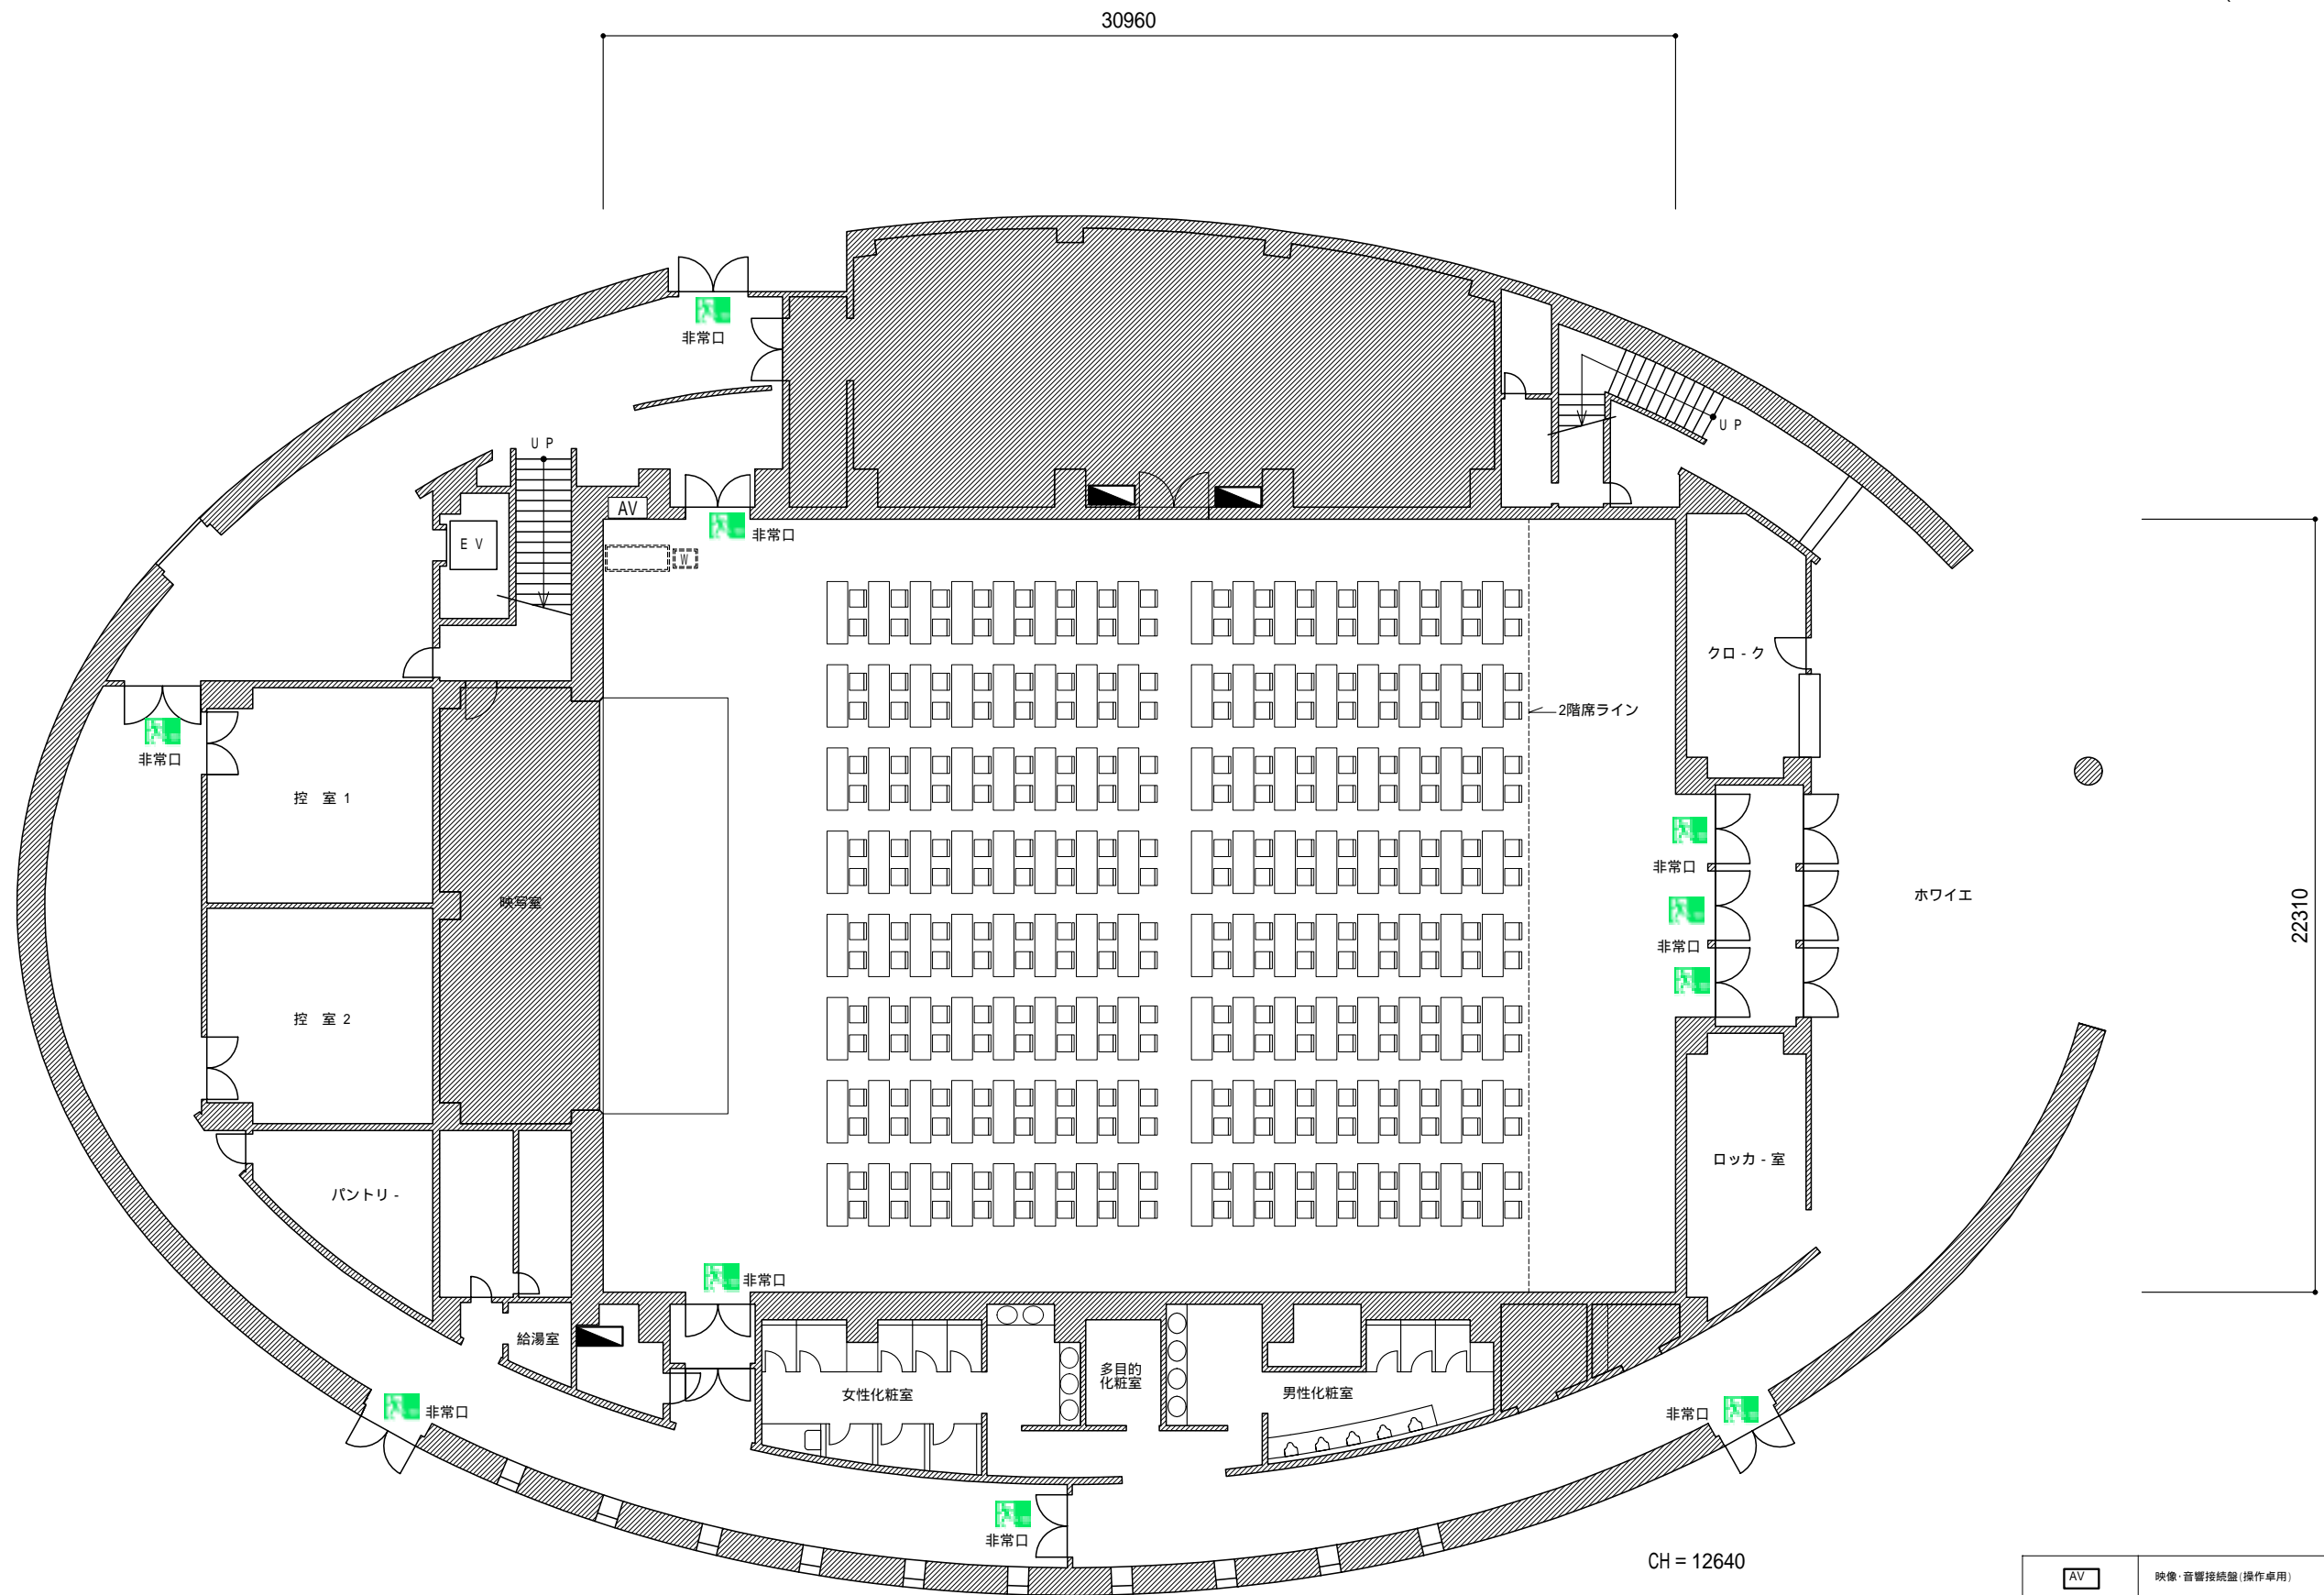 30960
非常口
UP
UP
AV
非常口
EV
W
クロ-ク
2階席ライン
非常口
控 室 1
非常口
ホワイエ
22310
映写室
非常口
控 室 2
ロッカ-室
パントリ-
非常口
給湯室
多目的
化粧室
女性化粧室
男性化粧室
非常口
非常口
非常口
CH = 12640
AV
映像・音響接続盤(操作卓用)